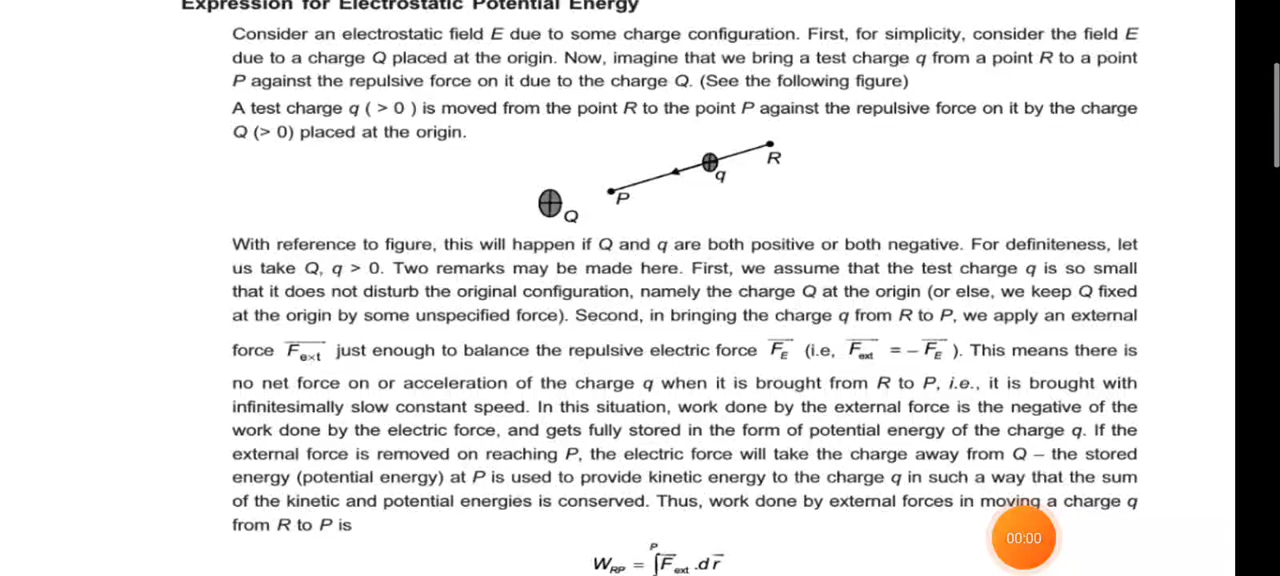 Expression for Electrostatic Potential Energy
Consider an electrostatic field E due to some charge configuration. First, for simplicity, consider the field E
due to a charge Q placed at the origin. Now, imagine that we bring a test charge q from a point R to a point
P against the repulsive force on it due to the charge Q. (See the following figure)
A test charge q ( > 0 ) is moved from the point R to the point P against the repulsive force on it by the charge
Q (> 0) placed at the origin.
R
q
P
Q
With reference to figure, this will happen if Q and q are both positive or both negative. For definiteness, let
us take Q, q > 0. Two remarks may be made here. First, we assume that the test charge q is so small
that it does not disturb the original configuration, namely the charge Q at the origin (or else, we keep Q fixed
at the origin by some unspecified force). Second, in bringing the charge q from R to P, we apply an external
force F̅ext just enough to balance the repulsive electric force F̅E (i.e, F̅ext = – F̅E ). This means there is
no net force on or acceleration of the charge q when it is brought from R to P, i.e., it is brought with
infinitesimally slow constant speed. In this situation, work done by the external force is the negative of the
work done by the electric force, and gets fully stored in the form of potential energy of the charge q. If the
external force is removed on reaching P, the electric force will take the charge away from Q – the stored
energy (potential energy) at P is used to provide kinetic energy to the charge q in such a way that the sum
of the kinetic and potential energies is conserved. Thus, work done by external forces in moving a charge q
from R to P is
00:00
W_RP = ∫^P F̅ext .dr̅